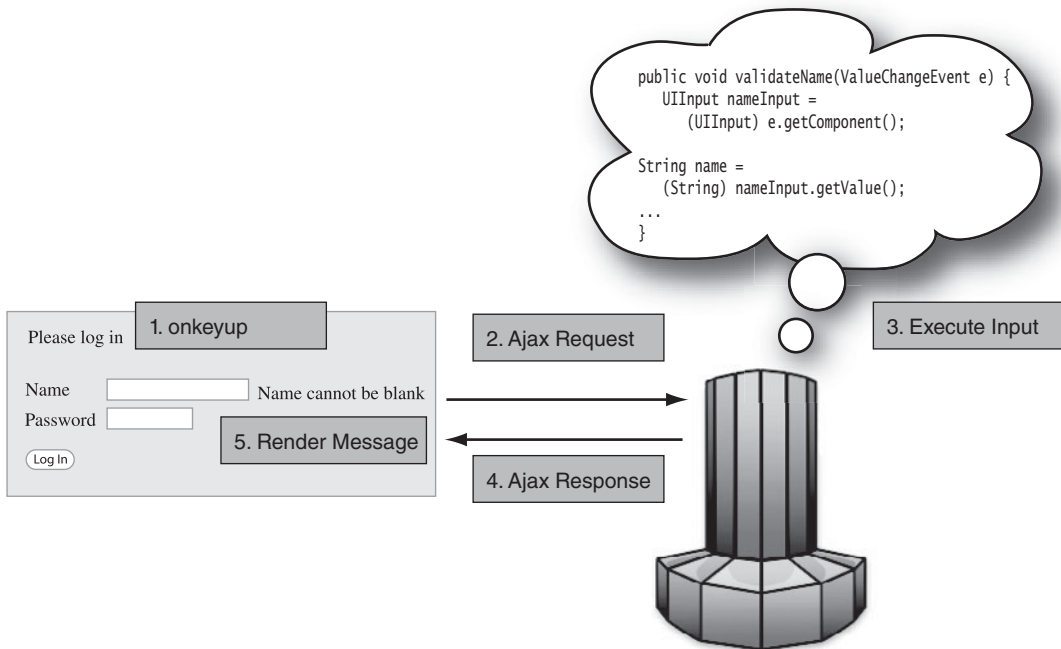 public void validateName(ValueChangeEvent e) {
UIInput nameInput =
(UIInput) e.getComponent();
String name =
(String) nameInput.getValue();
...
}
1. onkeyup
Please log in
2. Ajax Request
3. Execute Input
Name
Name cannot be blank
Password
5. Render Message
Log In
4. Ajax Response